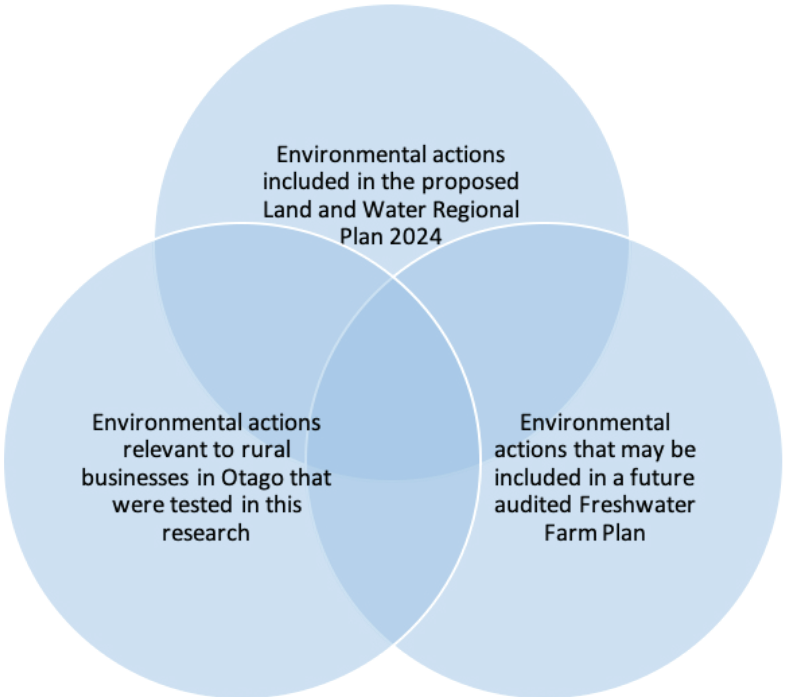 Environmental actions
included in the proposed
Land and Water Regional
Plan 2024
Environmental actions
relevant to rural
businesses in Otago that
were tested in this
research
Environmental
actions that may be
included in a future
audited Freshwater
Farm Plan